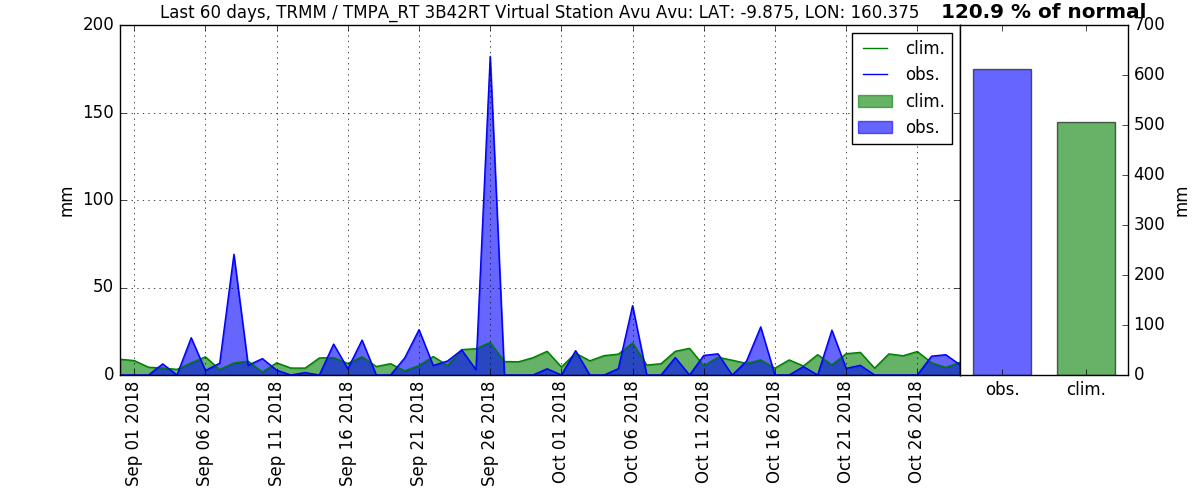 Last 60 days, TRMM / TMPA_RT 3B42RT Virtual Station Avu Avu: LAT: -9.875, LON: 160.375
120.9 % of normal
200
150
100
50
0
mm
clim.
obs.
clim.
obs.
Sep 01 2018
Sep 06 2018
Sep 11 2018
Sep 16 2018
Sep 21 2018
Sep 26 2018
Oct 01 2018
Oct 06 2018
Oct 11 2018
Oct 16 2018
Oct 21 2018
Oct 26 2018
700
600
500
400
300
200
100
0
mm
obs.
clim.